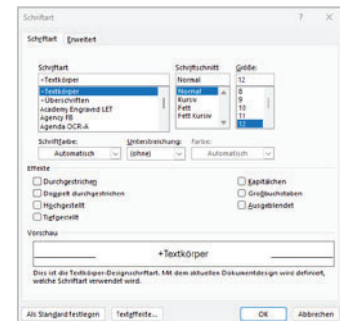 Schriftart ? ×
Schriftart Erweitert
Schriftart: Schriftschnitt: Größe:
+Textkörper Normal 12
+Textkörper Normal 8
+Überschriften Kursiv 9
Academy Engraved LET Fett 10
Agency FB Fett Kursiv 11
Agenda OCR-A 12
Schriftfarbe: Unterstreichung: Farbe:
Automatisch (ohne) Automatisch
Effekte
Durchgestrichen Kapitälchen
Doppelt durchgestrichen Großbuchstaben
Hochgestellt Ausgeblendet
Tiefgestellt
Vorschau
+Textkörper
Dies ist die Textkörper-Designschriftart. Mit dem aktuellen Dokumentdesign wird definiert,
welche Schriftart verwendet wird.
Als Standard festlegen Texteffekte... OK Abbrechen